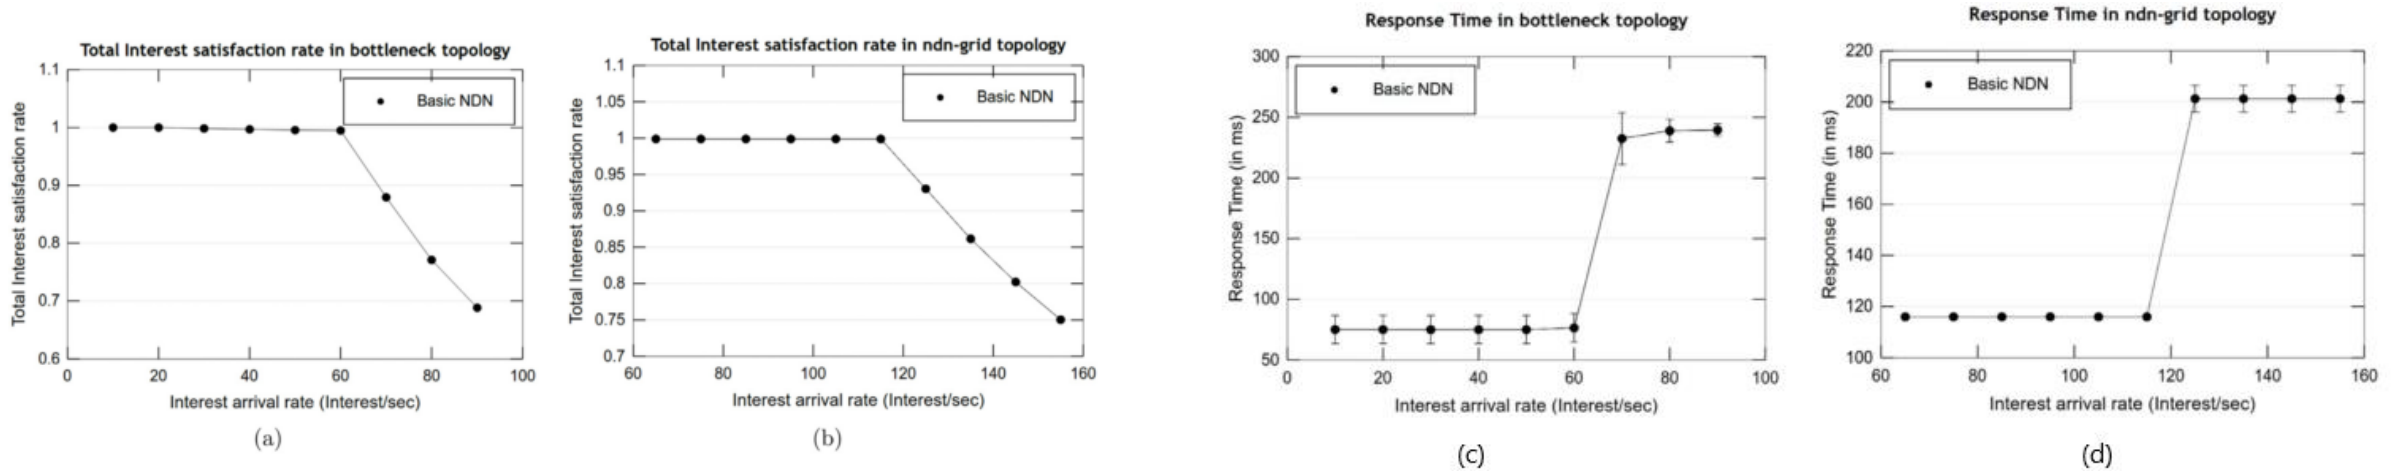 Total Interest satisfaction rate in bottleneck topology
Total Interest satisfaction rate
1.1
1
0.9
0.8
0.7
0.6
Basic NDN
0 20 40 60 80 100
Interest arrival rate (Interest/sec)
(a)
Total Interest satisfaction rate in ndn-grid topology
Total Interest satisfaction rate
1.1
1.05
1
0.95
0.9
0.85
0.8
0.75
0.7
Basic NDN
60 80 100 120 140 160
Interest arrival rate (Interest/sec)
(b)
Response Time in bottleneck topology
Response Time (in ms)
300
250
200
150
100
50
Basic NDN
0 20 40 60 80 100
Interest arrival rate (Interest/sec)
(c)
Response Time in ndn-grid topology
Response Time (in ms)
220
200
180
160
140
120
100
Basic NDN
60 80 100 120 140 160
Interest arrival rate (Interest/sec)
(d)